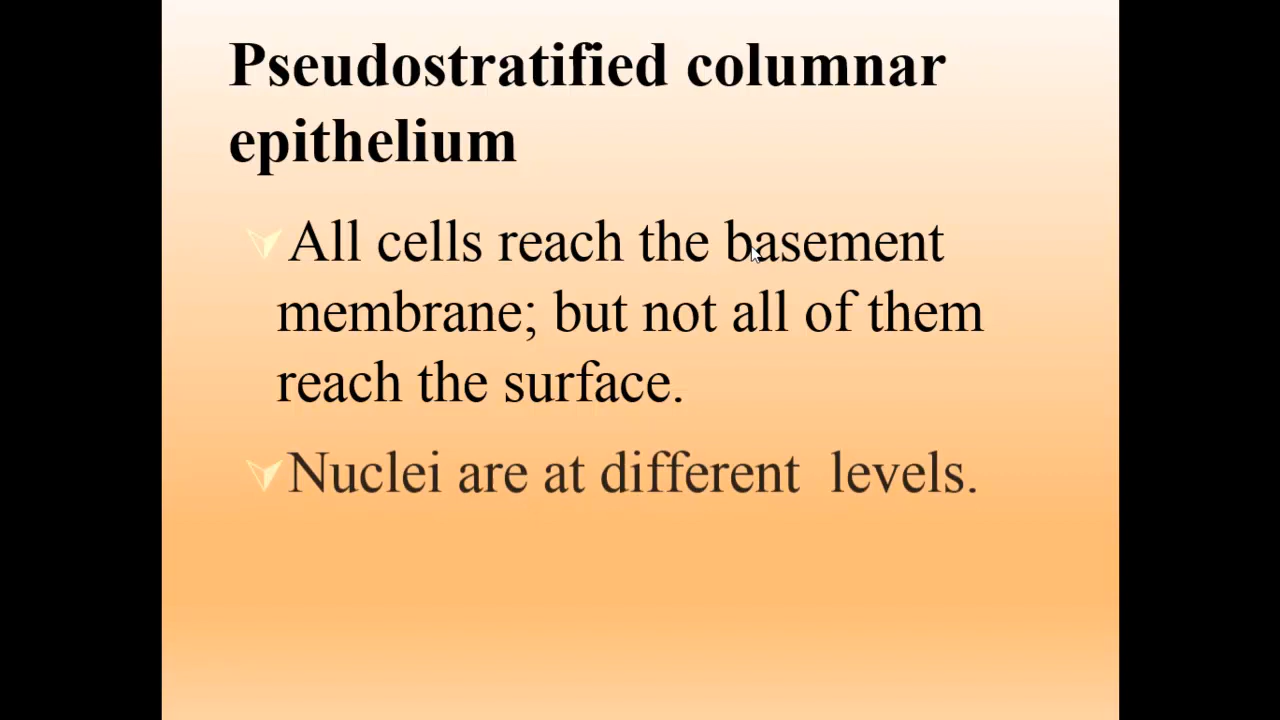 Pseudostratified columnar
epithelium
All cells reach the basement
membrane; but not all of them
reach the surface.
Nuclei are at different  levels.